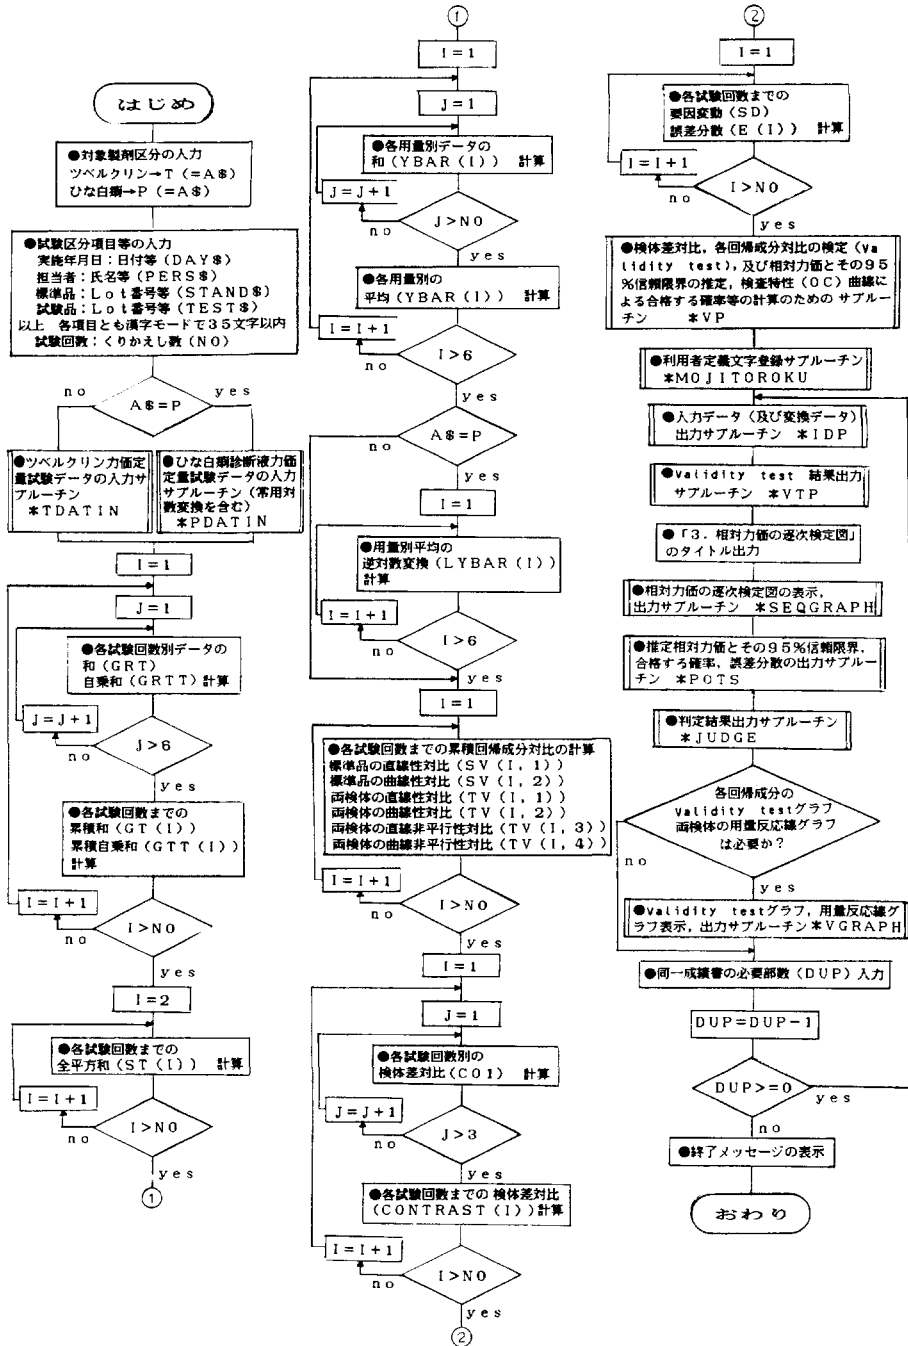 はじめ
●対象製剤区分の入力
ツベルクリン→T（=A$）
ひな白痢→P（=A$）
●試験区分項目等の入力
実施年月日：日付等（DAY$）
担当者：氏名等（PERS$）
標準品：Lot番号等（STAND$）
試験品：Lot番号等（TEST$）
以上 各項目とも漢字モードで35文字以内
試験回数：くりかえし数（NO）
no
yes
A$=P
●ツベルクリン力価定
量試験データの入力サ
ブルーチン
＊TDATIN
●ひな白痢診断液力価
定量試験データの入力
サブルーチン（常用対
数変換を含む）
＊PDATIN
I=1
J=1
●各試験回数別データの
和（GRT）
自乗和（GRTT）計算
J=J+1
no
J>6
yes
●各試験回数までの
累積和（GT（I））
累積自乗和（GTT（I））
計算
I=I+1
no
I>NO
yes
I=2
●各試験回数までの
全平方和（ST（I）） 計算
I=I+1
no
I>NO
yes
①
①
I=1
J=1
●各用量別データの
和（YBAR（I）） 計算
J=J+1
no
J>NO
yes
●各用量別の
平均（YBAR（I））計算
I=I+1
no
I>6
yes
no
A$=P
yes
I=1
●用量別平均の
逆対数変換（LYBAR（I））
計算
I=I+1
no
I>6
yes
I=1
●各試験回数までの累積回帰成分対比の計算
標準品の直線性対比（SV（I，1））
標準品の曲線性対比（SV（I，2））
両検体の直線性対比（TV（I，1））
両検体の曲線性対比（TV（I，2））
両検体の直線非平行性対比（TV（I，3））
両検体の曲線非平行性対比（TV（I，4））
I=I+1
no
I>NO
yes
I=1
J=1
●各試験回数別の
検体差対比（CO1） 計算
J=J+1
no
J>3
yes
●各試験回数までの 検体差対比
（CONTRAST（I））計算
I=I+1
no
I>NO
yes
②
②
I=1
●各試験回数までの
要因変動（SD）
誤差分散（E（I）） 計算
I=I+1
no
I>NO
yes
●検体差対比，各回帰成分対比の検定（Va
lidity test），及び相対力価とその95
％信頼限界の推定，検査特性（OC）曲線
による合格する確率等の計算のための サブルー
チン ＊VP
●利用者定義文字登録サブルーチン
＊MOJITOROKU
●入力データ（及び変換データ）
出力サブルーチン ＊IDP
●Validity test 結果出力
サブルーチン ＊VTP
●「3．相対力価の逐次検定図」
のタイトル出力
●相対力価の逐次検定図の表示，
出力サブルーチン ＊SEQGRAPH
●推定相対力価とその95％信頼限界，
合格する確率，誤差分散の出力サブルー
チン ＊POTS
●判定結果出力サブルーチン
＊JUDGE
各回帰成分の
Validity testグラフ
両検体の用量反応線グラフ
は必要か？
no
yes
●Validity testグラフ，用量反応線グ
ラフ表示，出力サブルーチン＊VGRAPH
●同一成績書の必要部数（DUP）入力
DUP=DUP-1
DUP>=0
yes
no
●終了メッセージの表示
おわり